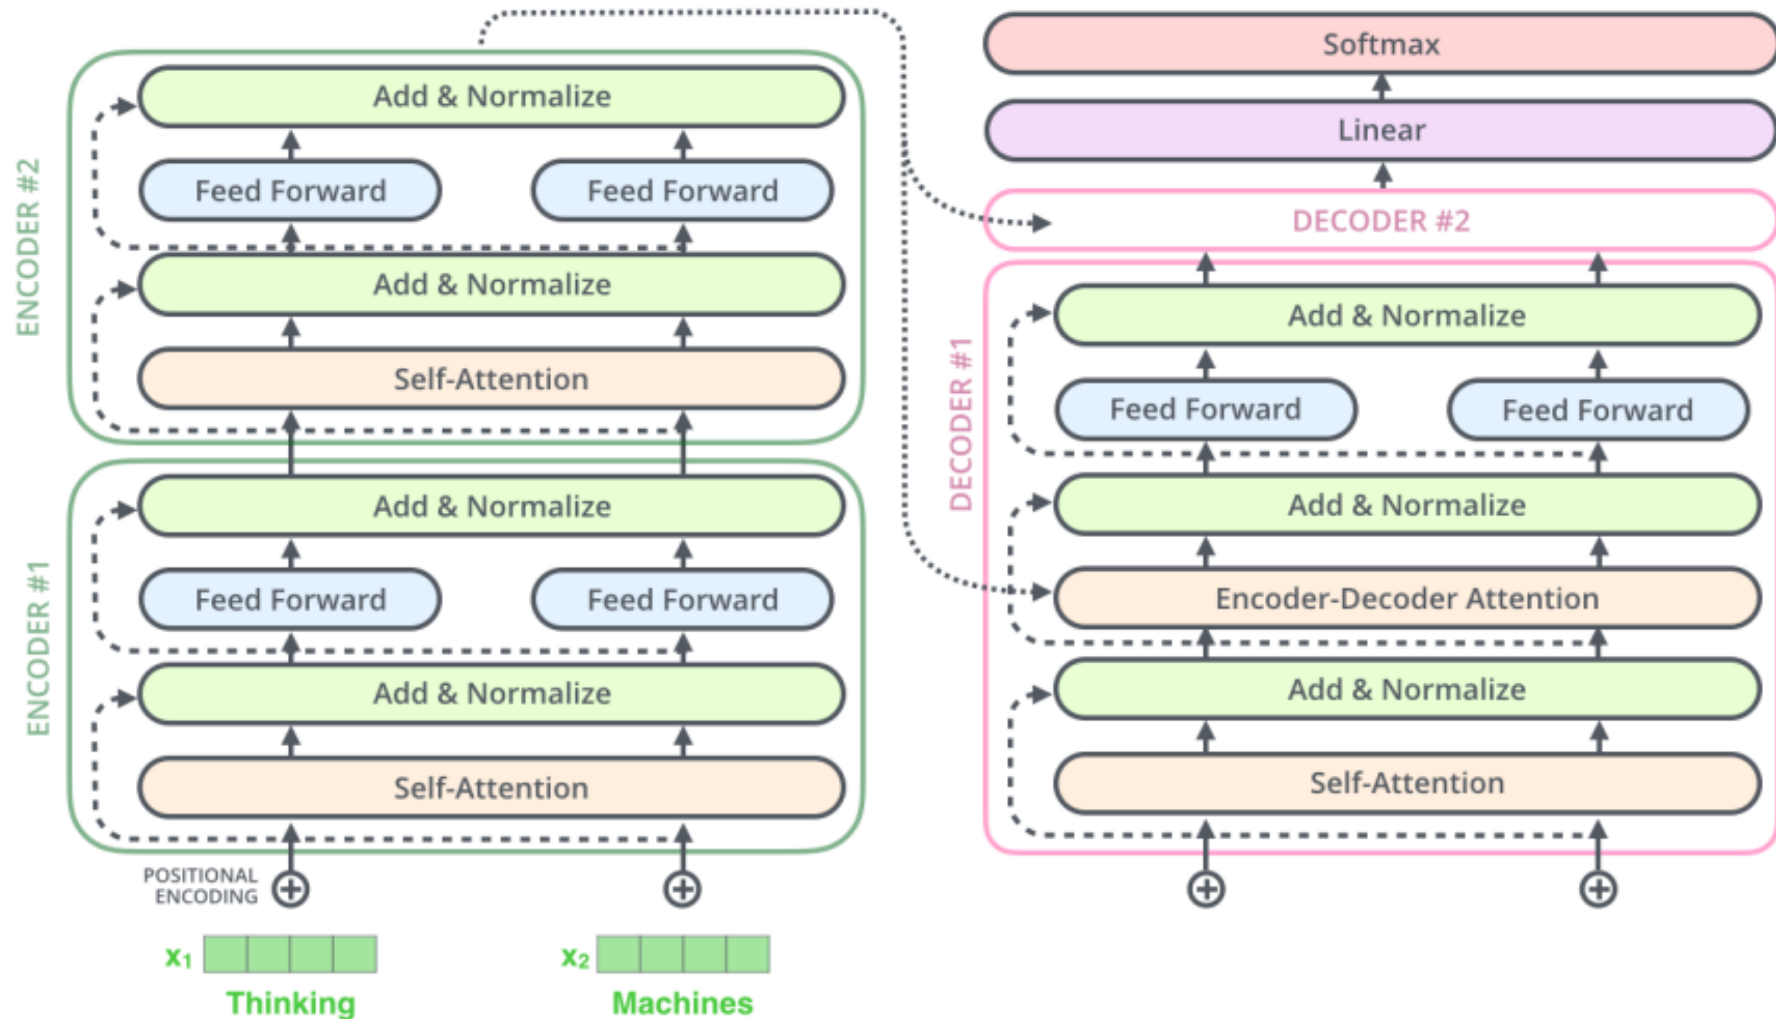 ENCODER #2
Add & Normalize
Feed Forward Feed Forward
Add & Normalize
Self-Attention
ENCODER #1
Add & Normalize
Feed Forward Feed Forward
Add & Normalize
Self-Attention
POSITIONAL
ENCODING
x₁ x₂
Thinking Machines
Softmax
Linear
DECODER #2
DECODER #1
Add & Normalize
Feed Forward Feed Forward
Add & Normalize
Encoder-Decoder Attention
Add & Normalize
Self-Attention